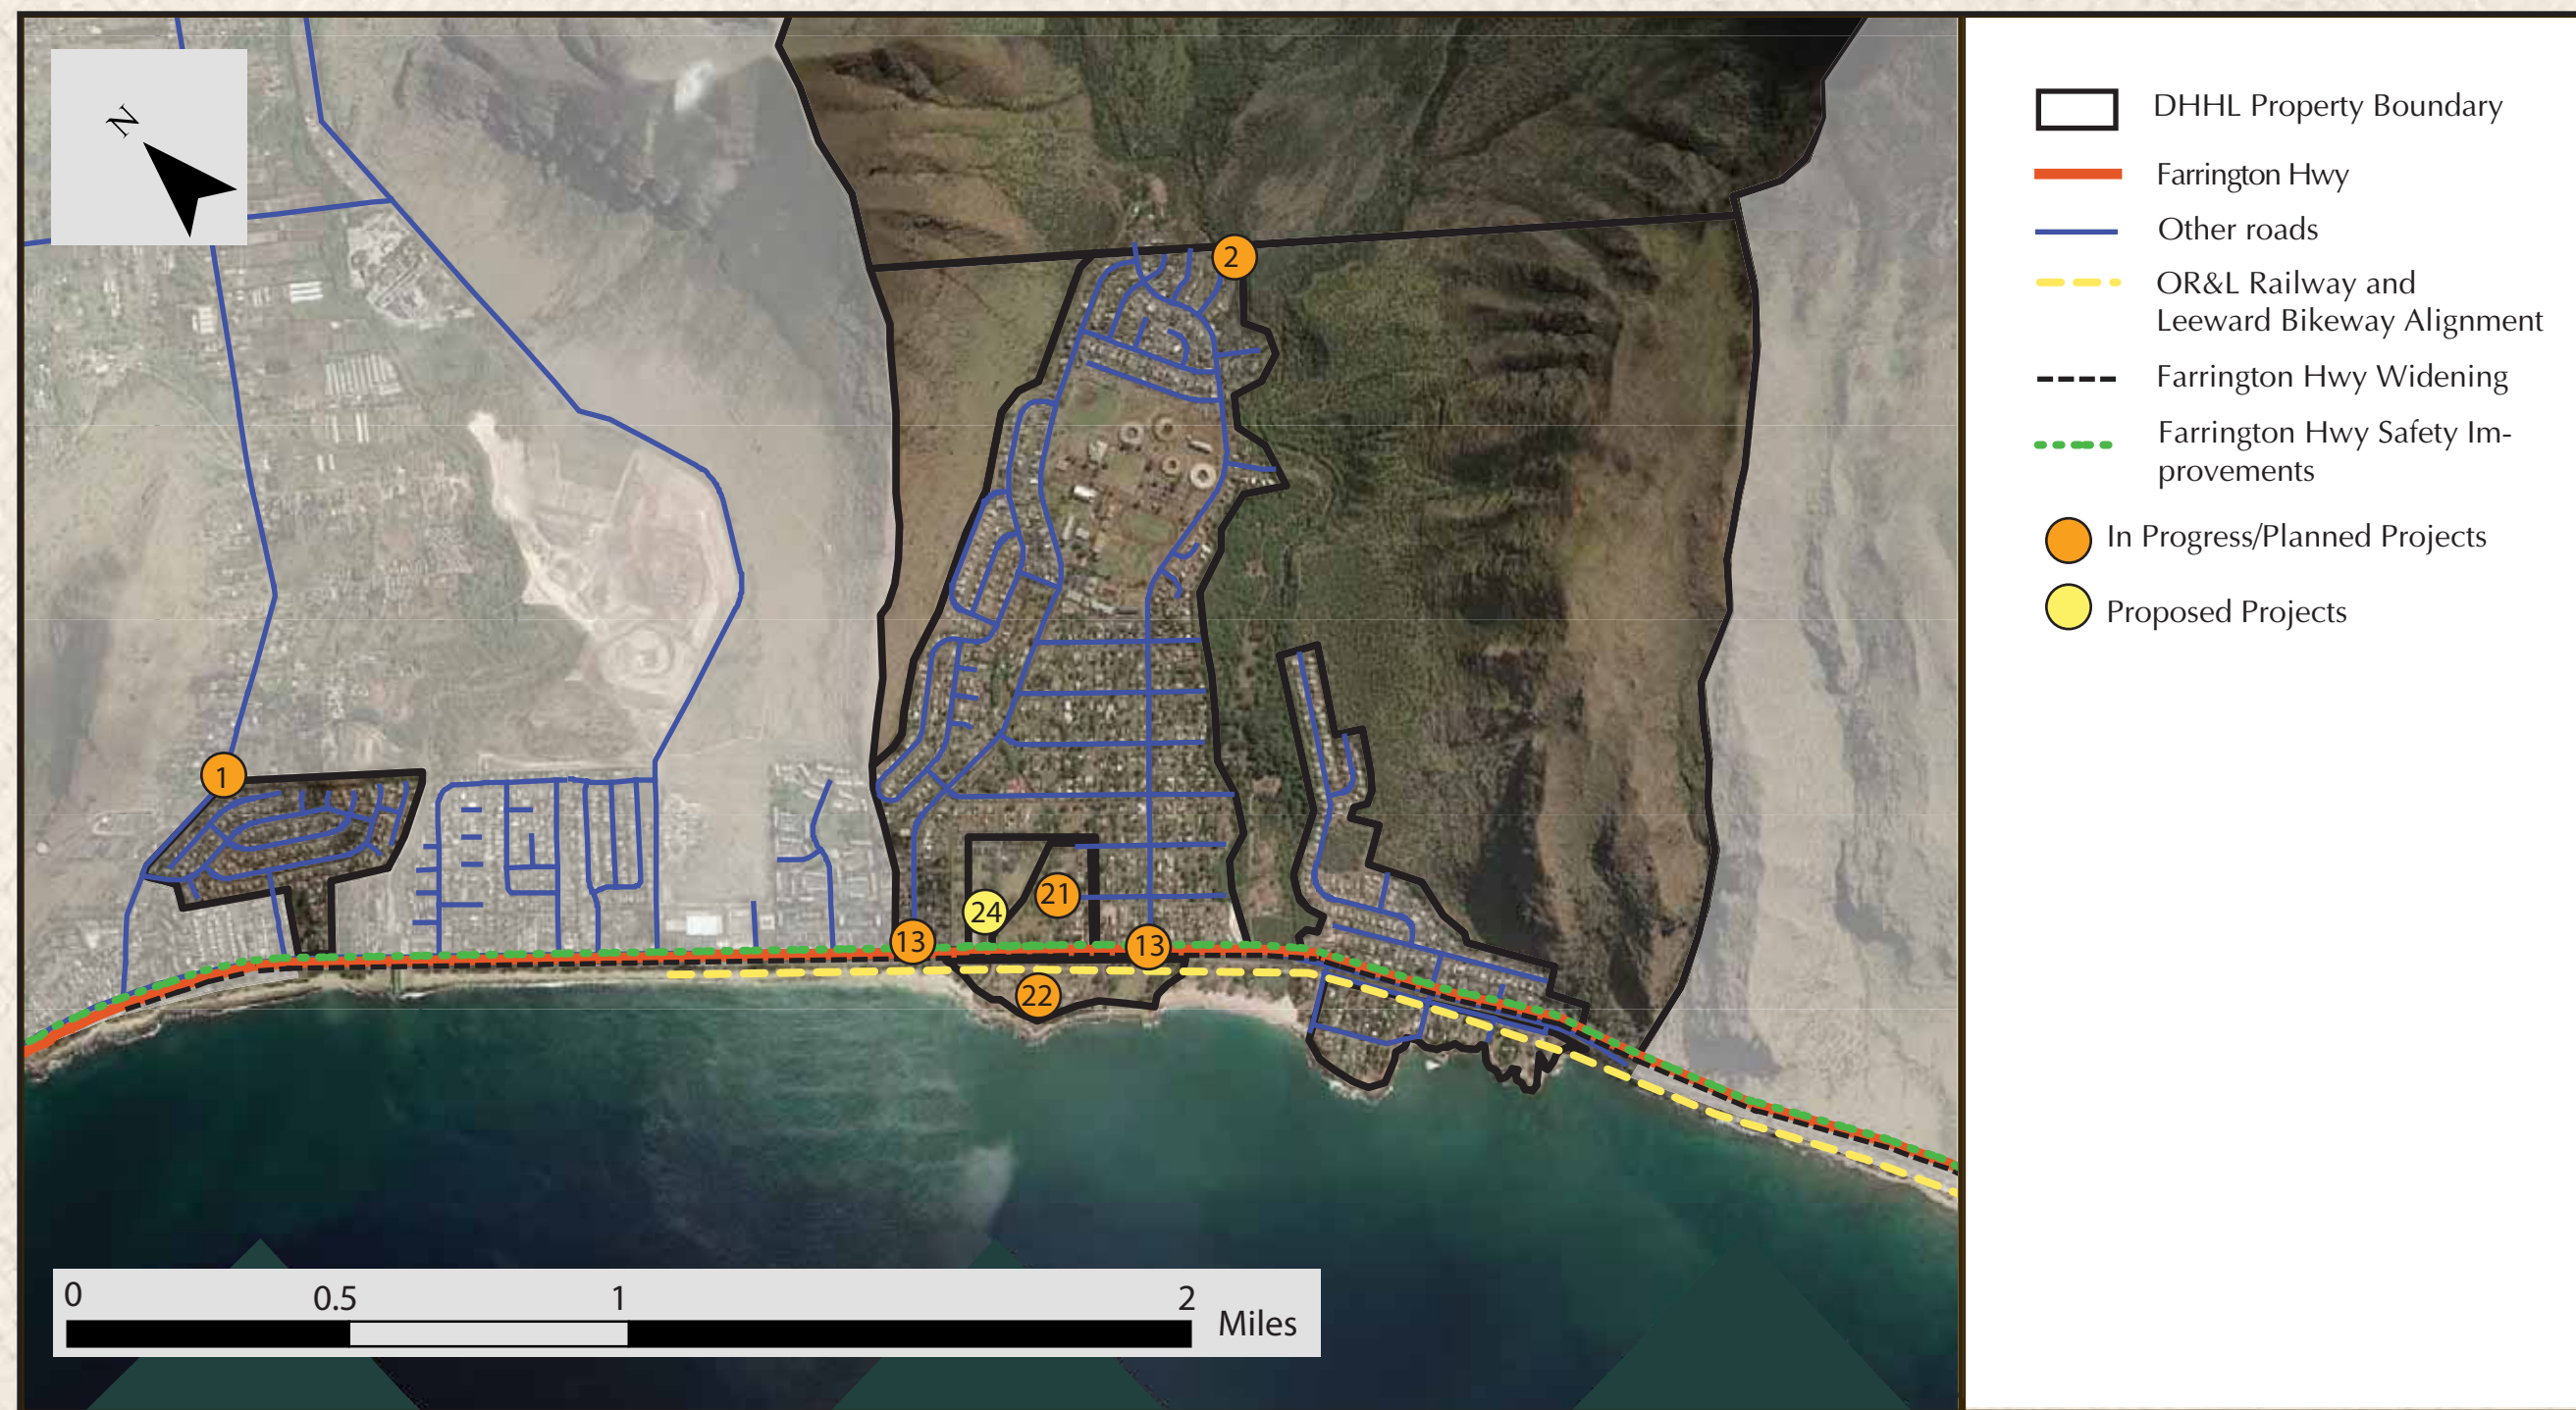 N
2
1
24
21
13
13
22
0
0.5
1
2
Miles
DHHL Property Boundary
Farrington Hwy
Other roads
OR&L Railway and
Leeward Bikeway Alignment
Farrington Hwy Widening
Farrington Hwy Safety Im-
provements
In Progress/Planned Projects
Proposed Projects